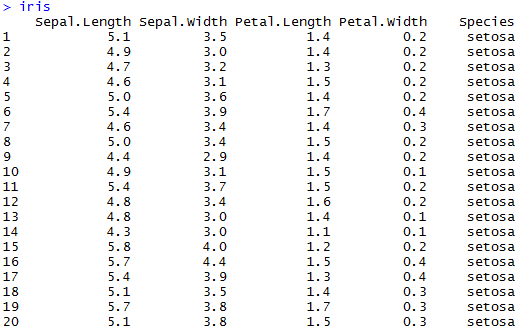 > iris
Sepal.Length Sepal.Width Petal.Length Petal.Width Species
1 5.1 3.5 1.4 0.2 setosa
2 4.9 3.0 1.4 0.2 setosa
3 4.7 3.2 1.3 0.2 setosa
4 4.6 3.1 1.5 0.2 setosa
5 5.0 3.6 1.4 0.2 setosa
6 5.4 3.9 1.7 0.4 setosa
7 4.6 3.4 1.4 0.3 setosa
8 5.0 3.4 1.5 0.2 setosa
9 4.4 2.9 1.4 0.2 setosa
10 4.9 3.1 1.5 0.1 setosa
11 5.4 3.7 1.5 0.2 setosa
12 4.8 3.4 1.6 0.2 setosa
13 4.8 3.0 1.4 0.1 setosa
14 4.3 3.0 1.1 0.1 setosa
15 5.8 4.0 1.2 0.2 setosa
16 5.7 4.4 1.5 0.4 setosa
17 5.4 3.9 1.3 0.4 setosa
18 5.1 3.5 1.4 0.3 setosa
19 5.7 3.8 1.7 0.3 setosa
20 5.1 3.8 1.5 0.3 setosa